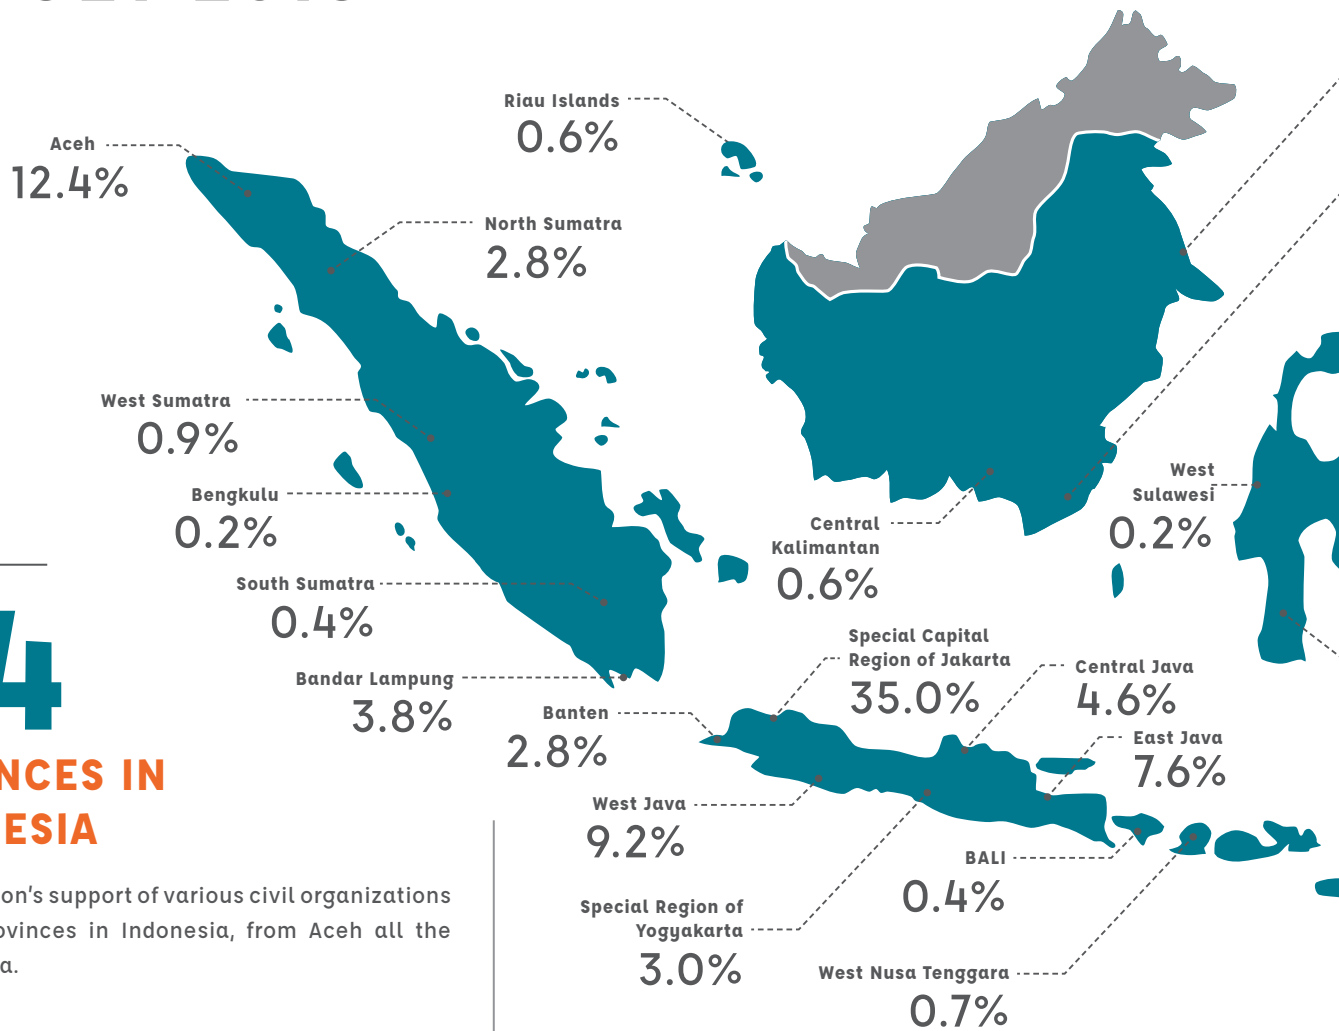 Riau Islands
0.6%
Aceh
12.4%
North Sumatra
2.8%
West Sumatra
0.9%
Bengkulu
0.2%
South Sumatra
0.4%
Bandar Lampung
3.8%
Central
Kalimantan
0.6%
West
Sulawesi
0.2%
4
NCES IN
ESIA
on's support of various civil organizations
ovinces in Indonesia, from Aceh all the
a.
Special Capital
Region of Jakarta
35.0%
Central Java
4.6%
Banten
2.8%
East Java
7.6%
West Java
9.2%
BALI
0.4%
Special Region of
Yogyakarta
3.0%
West Nusa Tenggara
0.7%